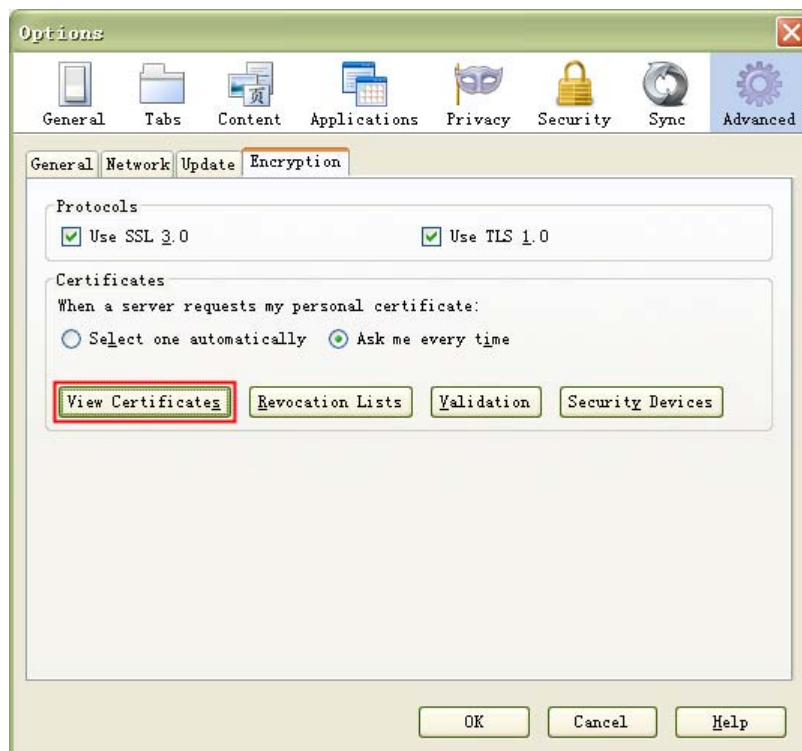 Options
General Tabs Content Applications Privacy Security Sync Advanced
General Network Update Encryption
Protocols
Use SSL 3.0 Use TLS 1.0
Certificates
When a server requests my personal certificate:
Select one automatically Ask me every time
View Certificates Revocation Lists Validation Security Devices
OK Cancel Help
页